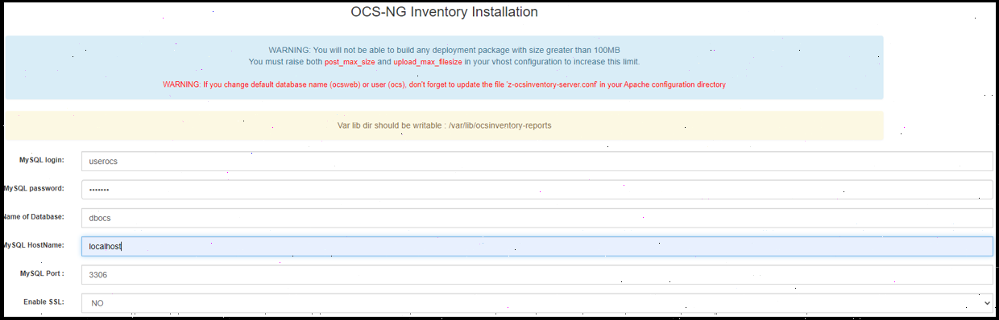 OCS-NG Inventory Installation
WARNING: You will not be able to build any deployment package with size greater than 100MB
You must raise both post_max_size and upload_max_filesize in your vhost configuration to increase this limit.
WARNING: If you change default database name (ocsweb) or user (ocs), don't forget to update the file 'z-ocsinventory-server.conf' in your Apache configuration directory
Var lib dir should be writable : /var/lib/ocsinventory-reports
MySQL login: userocs
MySQL password: •••••••
Name of Database: dbocs
MySQL HostName: localhost
MySQL Port : 3306
Enable SSL: NO